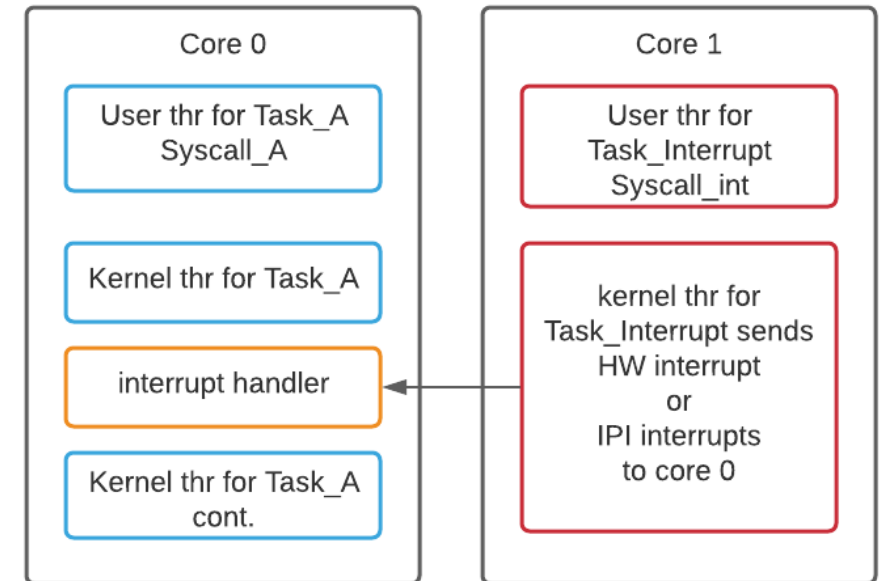 Core 0
User thr for Task_A
Syscall_A
Kernel thr for Task_A
interrupt handler
Kernel thr for Task_A
cont.
Core 1
User thr for
Task_Interrupt
Syscall_int
kernel thr for
Task_Interrupt sends
HW interrupt
or
IPI interrupts
to core 0